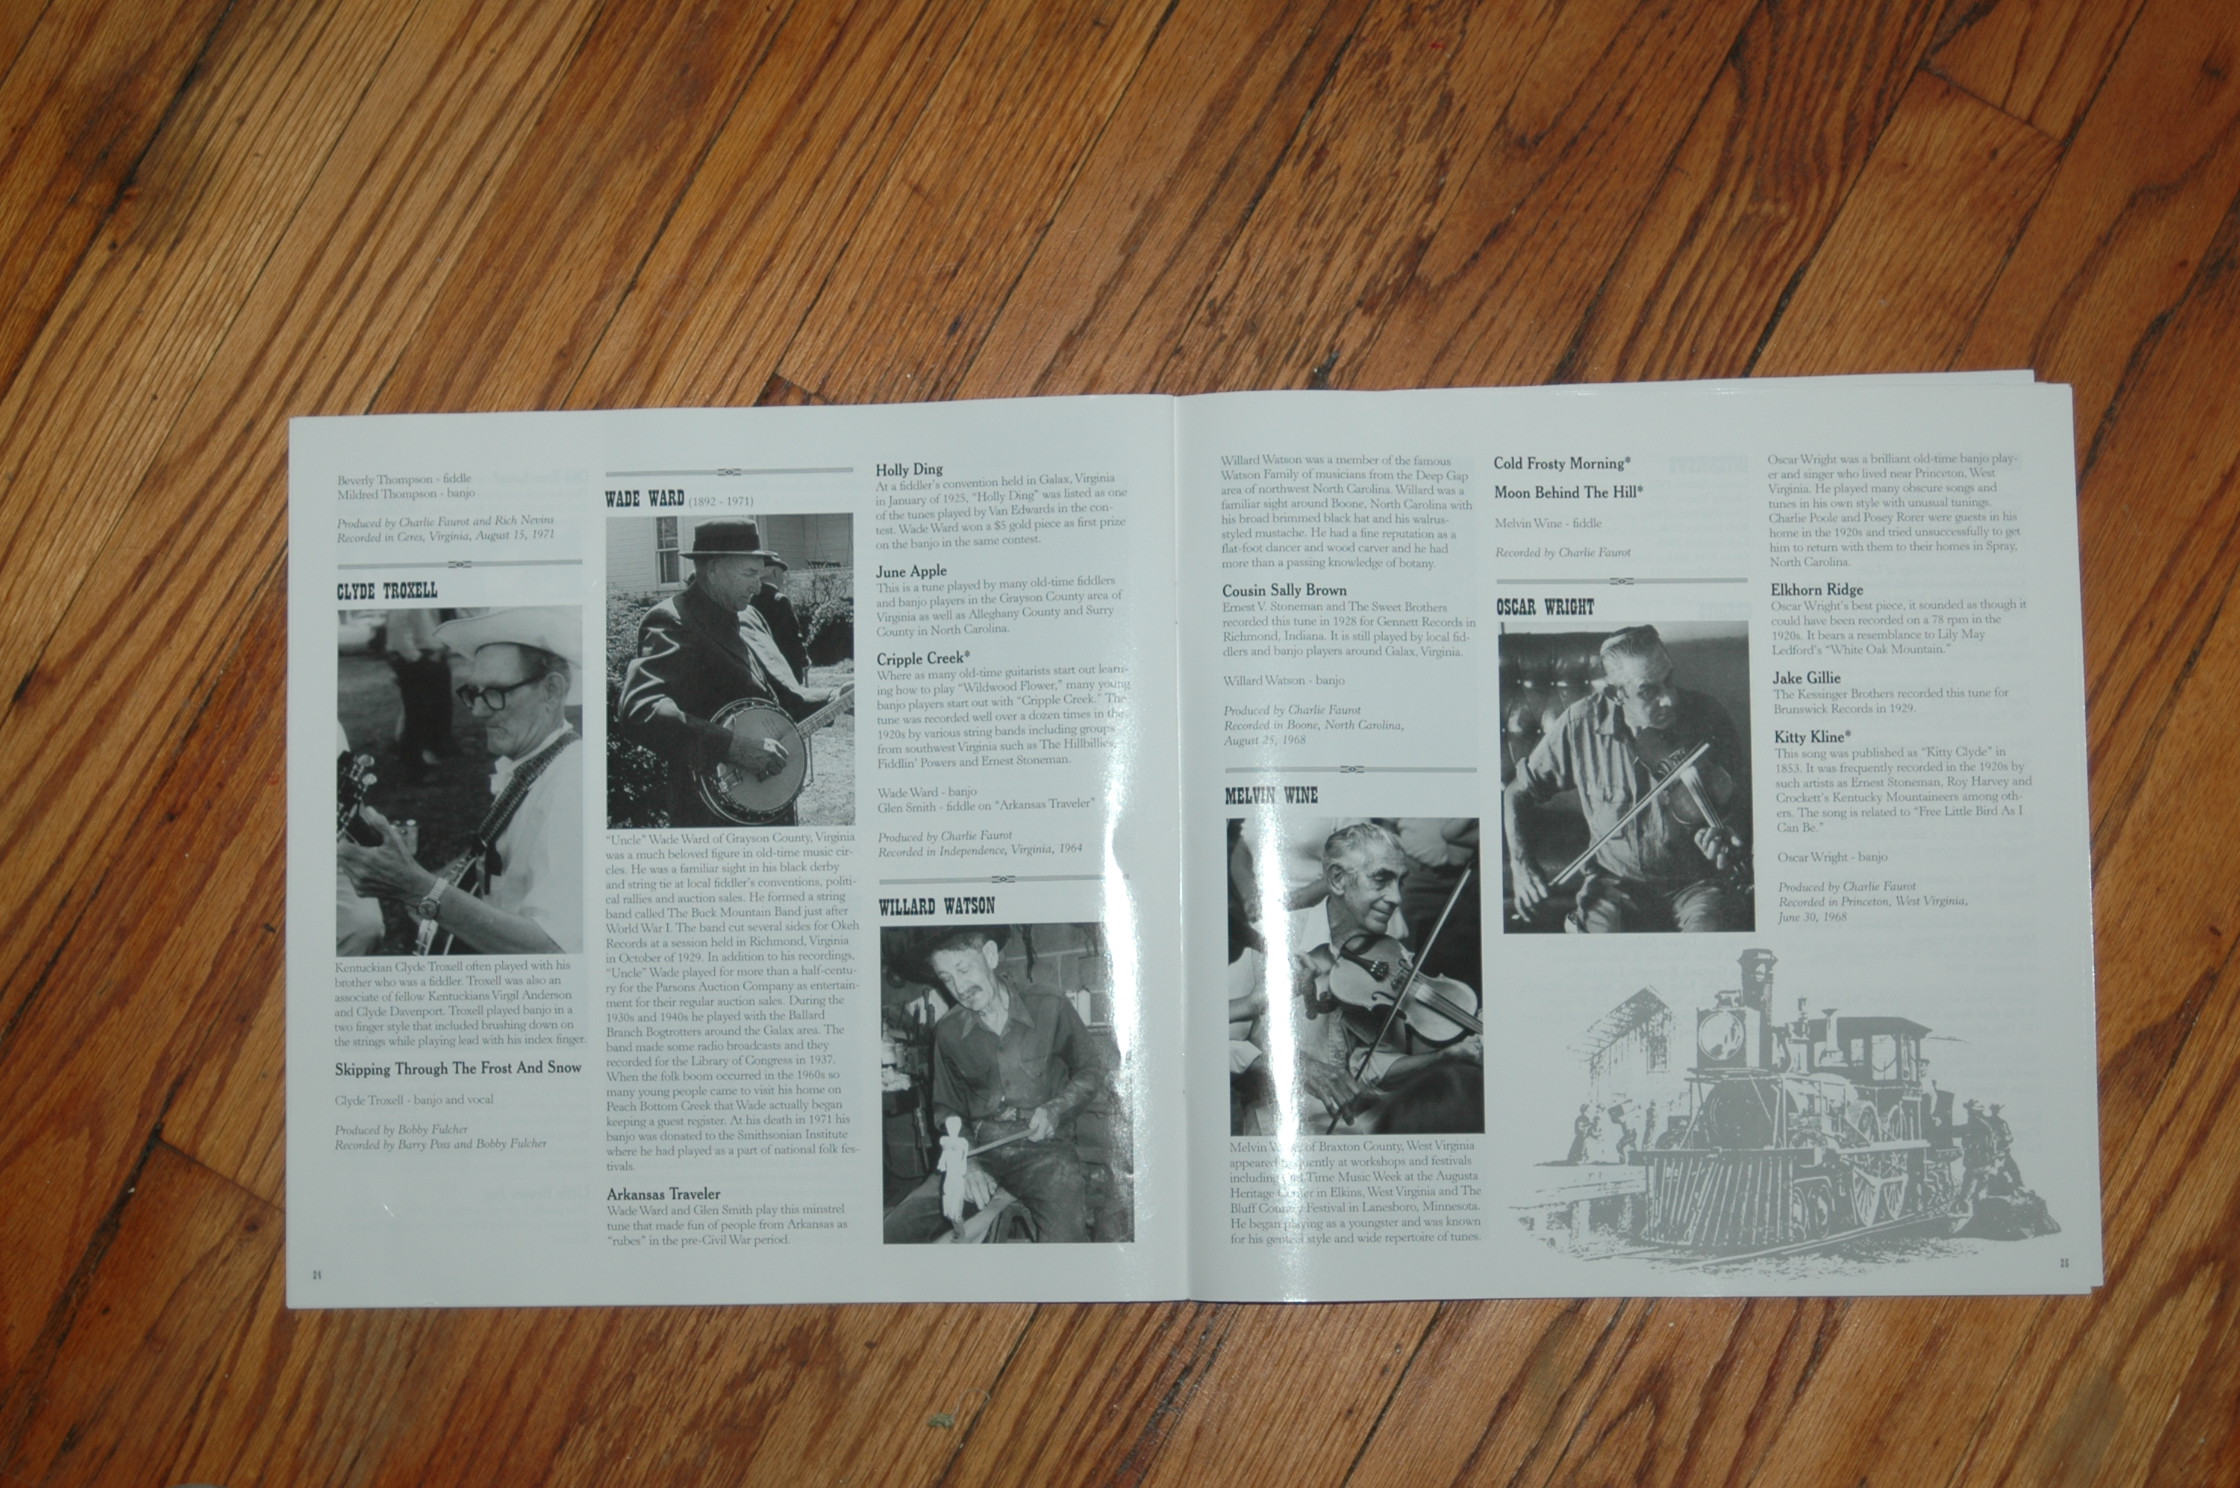 Beverly Thompson - fiddle
Mildred Thompson - banjo
Produced by Charlie Faurot and Rich Nevins
Recorded in Ceres, Virginia, August 15, 1971
CLYDE TROXELL
Kentuckian Clyde Troxell often played with his
brother who was a fiddler. Troxell was also an
associate of fellow Kentuckians Virgil Anderson
and Clyde Davenport. Troxell played banjo in a
two finger style that included brushing down on
the strings while playing lead with his index finger.
Skipping Through The Frost And Snow
Clyde Troxell - banjo and vocal
Produced by Bobby Fulcher
Recorded by Barry Poss and Bobby Fulcher
24
WADE WARD (1892 - 1971)
"Uncle" Wade Ward of Grayson County, Virginia
was a much beloved figure in old-time music cir-
cles. He was a familiar sight in his black derby
and string tie at local fiddler's conventions, politi-
cal rallies and auction sales. He formed a string
band called The Buck Mountain Band just after
World War I. The band cut several sides for Okeh
Records at a session held in Richmond, Virginia
in October of 1929. In addition to his recordings,
"Uncle" Wade played for more than a half-centu-
ry for the Parsons Auction Company as entertain-
ment for their regular auction sales. During the
1930s and 1940s he played with the Ballard
Branch Bogtrotters around the Galax area. The
band made some radio broadcasts and they
recorded for the Library of Congress in 1937.
When the folk boom occurred in the 1960s so
many young people came to visit his home on
Peach Bottom Creek that Wade actually began
keeping a guest register. At his death in 1971 his
banjo was donated to the Smithsonian Institute
where he had played as a part of national folk fes-
tivals.
Arkansas Traveler
Wade Ward and Glen Smith play this minstrel
tune that made fun of people from Arkansas as
"rubes" in the pre-Civil War period.
Holly Ding
At a fiddler's convention held in Galax, Virginia
in January of 1925, "Holly Ding" was listed as one
of the tunes played by Van Edwards in the con-
test. Wade Ward won a $5 gold piece as first prize
on the banjo in the same contest.
June Apple
This is a tune played by many old-time fiddlers
and banjo players in the Grayson County area of
Virginia as well as Alleghany County and Surry
County in North Carolina.
Cripple Creek*
Where as many old-time guitarists start out learn-
ing how to play "Wildwood Flower," many young
banjo players start out with "Cripple Creek." The
tune was recorded well over a dozen times in the
1920s by various string bands including groups
from southwest Virginia such as The Hillbillies,
Fiddlin' Powers and Ernest Stoneman.
Wade Ward - banjo
Glen Smith - fiddle on "Arkansas Traveler"
Produced by Charlie Faurot
Recorded in Independence, Virginia, 1964
WILLARD WATSON
Willard Watson was a member of the famous
Watson Family of musicians from the Deep Gap
area of northwest North Carolina. Willard was a
familiar sight around Boone, North Carolina with
his broad brimmed black hat and his walrus-
styled mustache. He had a fine reputation as a
flat-foot dancer and wood carver and he had
more than a passing knowledge of botany.
Cousin Sally Brown
Ernest V. Stoneman and The Sweet Brothers
recorded this tune in 1928 for Gennett Records in
Richmond, Indiana. It is still played by local fid-
dlers and banjo players around Galax, Virginia.
Willard Watson - banjo
Produced by Charlie Faurot
Recorded in Boone, North Carolina,
August 25, 1968
MELVIN WINE
Melvin of Braxton County, West Virginia
appeared at workshops and festivals
including Time Music Week at the Augusta
Heritage in Elkins, West Virginia and The
Bluff Festival in Lanesboro, Minnesota.
He began playing as a youngster and was known
for his style and wide repertoire of tunes.
Cold Frosty Morning*
Moon Behind The Hill*
Melvin Wine - fiddle
Recorded by Charlie Faurot
OSCAR WRIGHT
Oscar Wright was a brilliant old-time banjo play-
er and singer who lived near Princeton, West
Virginia. He played many obscure songs and
tunes in his own style with unusual tunings.
Charlie Poole and Posey Rorer were guests in his
home in the 1920s and tried unsuccessfully to get
him to return with them to their homes in Spray,
North Carolina.
Elkhorn Ridge
Oscar Wright's best piece, it sounded as though it
could have been recorded on a 78 rpm in the
1920s. It bears a resemblance to Lily May
Ledford's "White Oak Mountain."
Jake Gillie
The Kessinger Brothers recorded this tune for
Brunswick Records in 1929.
Kitty Kline*
This song was published as "Kitty Clyde" in
1853. It was frequently recorded in the 1920s by
such artists as Ernest Stoneman, Roy Harvey and
Crockett's Kentucky Mountaineers among oth-
ers. The song is related to "Free Little Bird As I
Can Be."
Oscar Wright - banjo
Produced by Charlie Faurot
Recorded in Princeton, West Virginia,
June 30, 1968
25